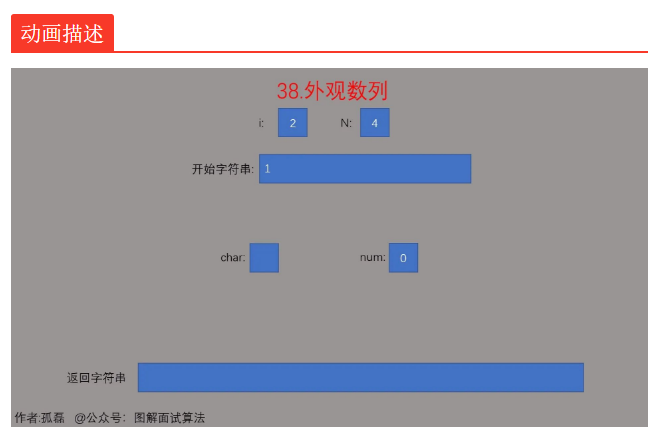 动画描述
38.外观数列
i: 2 N: 4
开始字符串: 1
char: num: 0
返回字符串
作者:孤磊 @公众号：图解面试算法